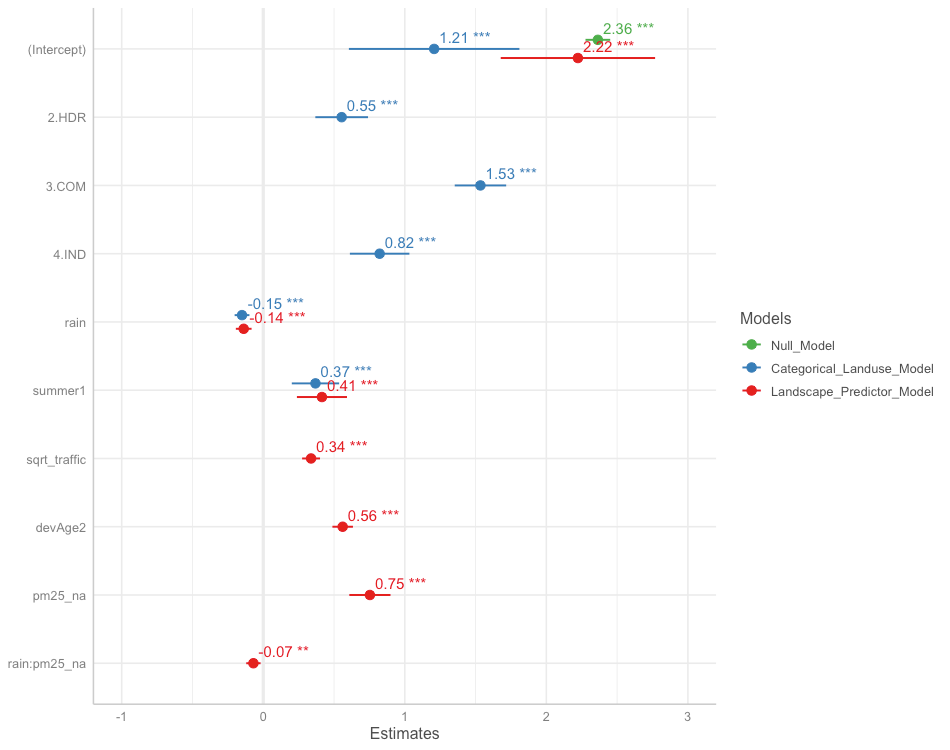 (Intercept)
1.21 ***
2.36 ***
2.22 ***
2.HDR
0.55 ***
3.COM
1.53 ***
4.IND
0.82 ***
rain
-0.15 ***
-0.14 ***
summer1
0.37 ***
0.41 ***
sqrt_traffic
0.34 ***
devAge2
0.56 ***
pm25_na
0.75 ***
rain:pm25_na
-0.07 **
-1 0 1 2 3
Estimates
Models
Null_Model
Categorical_Landuse_Model
Landscape_Predictor_Model